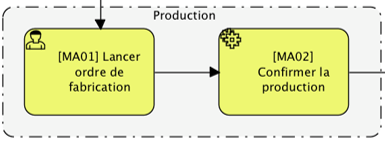 Production
[MA01] Lancer
ordre de
fabrication
[MA02]
Confirmer la
production